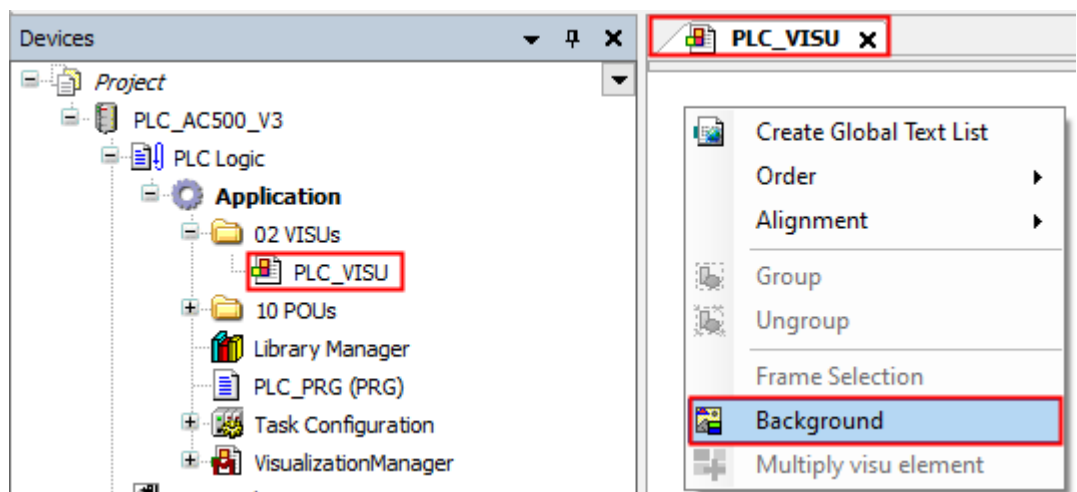 Devices
Project
PLC_AC500_V3
PLC Logic
Application
02 VISUs
PLC_VISU
10 POUs
Library Manager
PLC_PRG (PRG)
Task Configuration
VisualizationManager
PLC_VISU
Create Global Text List
Order
Alignment
Group
Ungroup
Frame Selection
Background
Multiply visu element